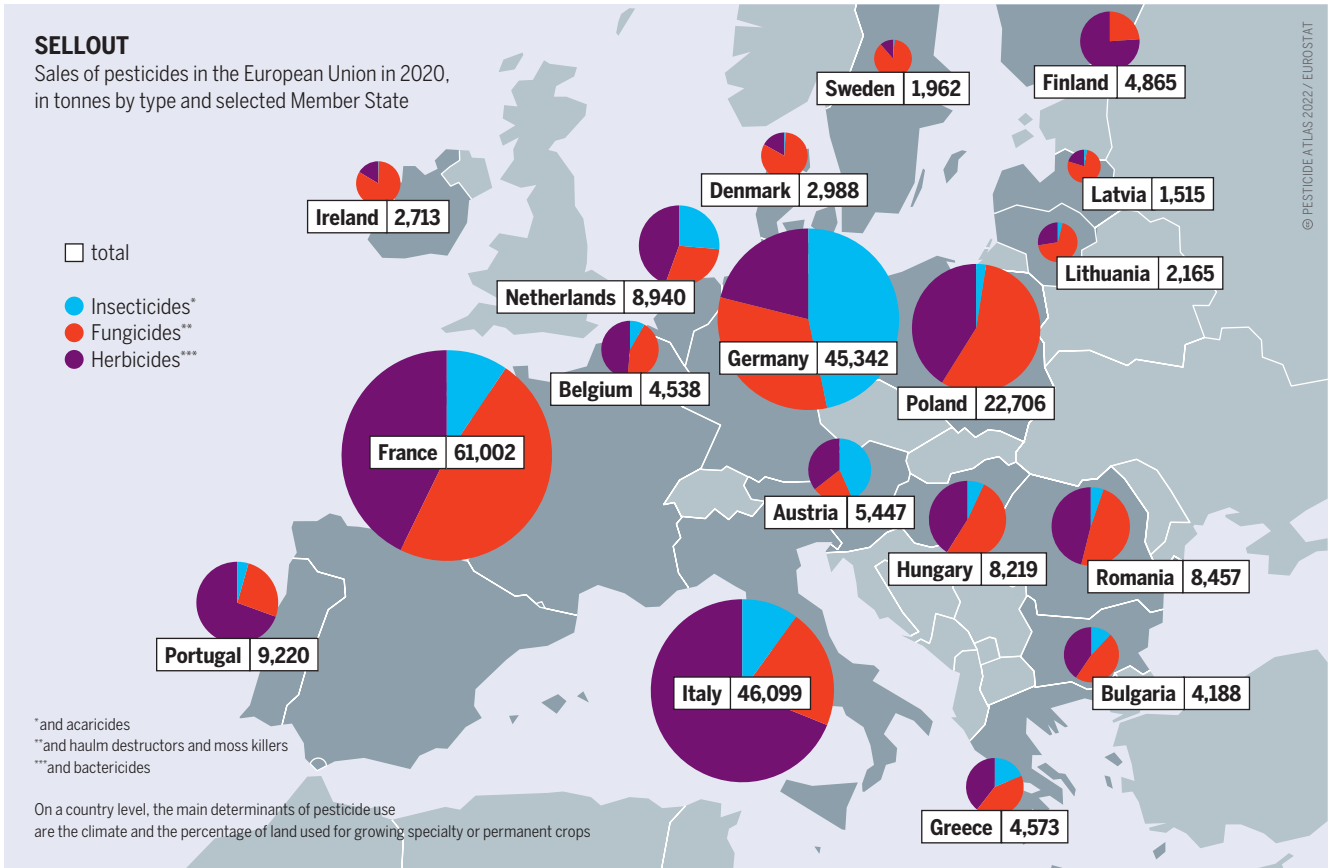 SELLOUT
Sales of pesticides in the European Union in 2020,
in tonnes by type and selected Member State
© PESTICIDE ATLAS 2022 / EUROSTAT
Sweden 1,962
Finland 4,865
Denmark 2,988
Latvia 1,515
Ireland 2,713
total
Lithuania 2,165
Netherlands 8,940
Insecticides*
Fungicides**
Herbicides***
Germany 45,342
Belgium 4,538
Poland 22,706
France 61,002
Austria 5,447
Hungary 8,219
Romania 8,457
Portugal 9,220
Italy 46,099
Bulgaria 4,188
*and acaricides
**and haulm destructors and moss killers
***and bactericides
On a country level, the main determinants of pesticide use
are the climate and the percentage of land used for growing specialty or permanent crops
Greece 4,573